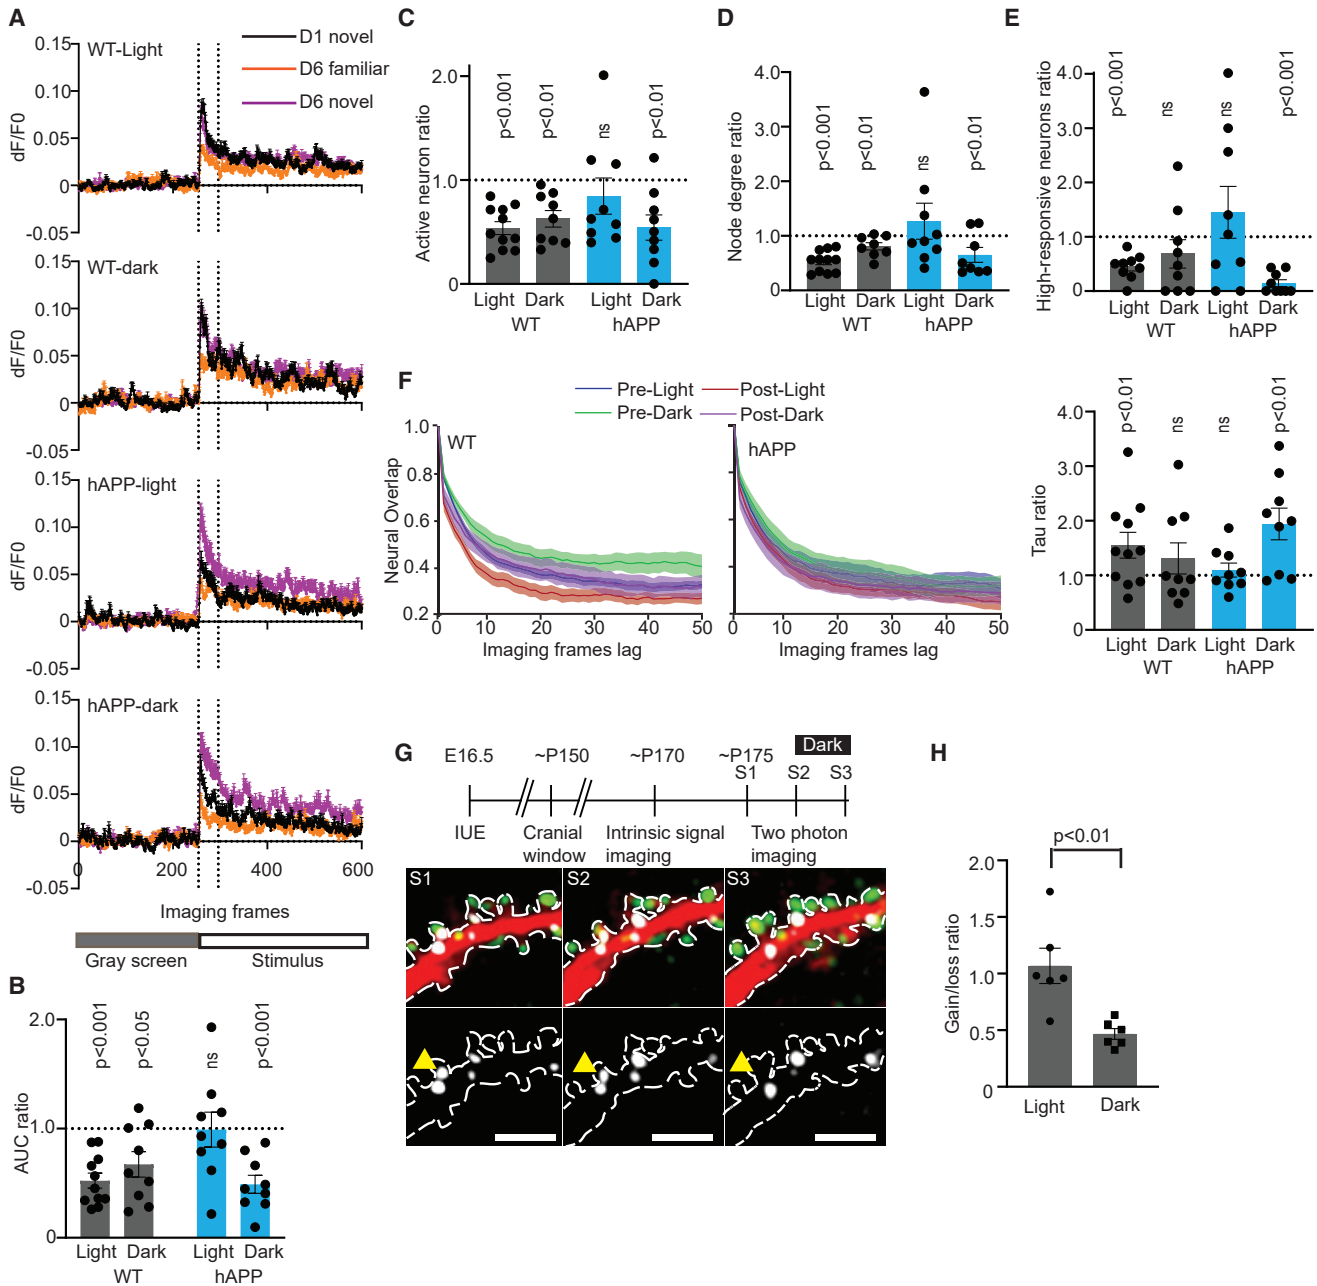 A
WT-Light
D1 novel
D6 familiar
D6 novel
dF/F0
0.15
0.10
0.05
0
-0.05
WT-dark
dF/F0
0.15
0.10
0.05
0
-0.05
hAPP-light
dF/F0
0.15
0.10
0.05
0
-0.05
hAPP-dark
dF/F0
0.15
0.10
0.05
0
-0.05
0 200 400 600
Imaging frames
Gray screen Stimulus
B
AUC ratio
2.0
1.0
0
p<0.001 p<0.05 ns p<0.001
Light Dark Light Dark
WT hAPP
C
Active neuron ratio
2.0
1.0
0
p<0.001 p<0.01 ns p<0.01
Light Dark Light Dark
WT hAPP
D
Node degree ratio
4.0
3.0
2.0
1.0
0
p<0.001 p<0.01 ns p<0.01
Light Dark Light Dark
WT hAPP
E
High-responsive neurons ratio
4.0
3.0
2.0
1.0
0
p<0.001 ns ns p<0.001
Light Dark Light Dark
WT hAPP
Tau ratio
4.0
3.0
2.0
1.0
0
p<0.01 ns ns p<0.01
Light Dark Light Dark
WT hAPP
F
Pre-Light Post-Light
Pre-Dark Post-Dark
Neural Overlap
1.0
0.8
0.6
0.4
0.2
WT
0 10 20 30 40 50
Imaging frames lag
hAPP
0 10 20 30 40 50
Imaging frames lag
G
Dark
E16.5 ~P150 ~P170 ~P175
S1 S2 S3
IUE Cranial window Intrinsic signal imaging Two photon imaging
S1 S2 S3
H
p<0.01
Gain/loss ratio
2.0
1.5
1.0
0.5
0
Light Dark